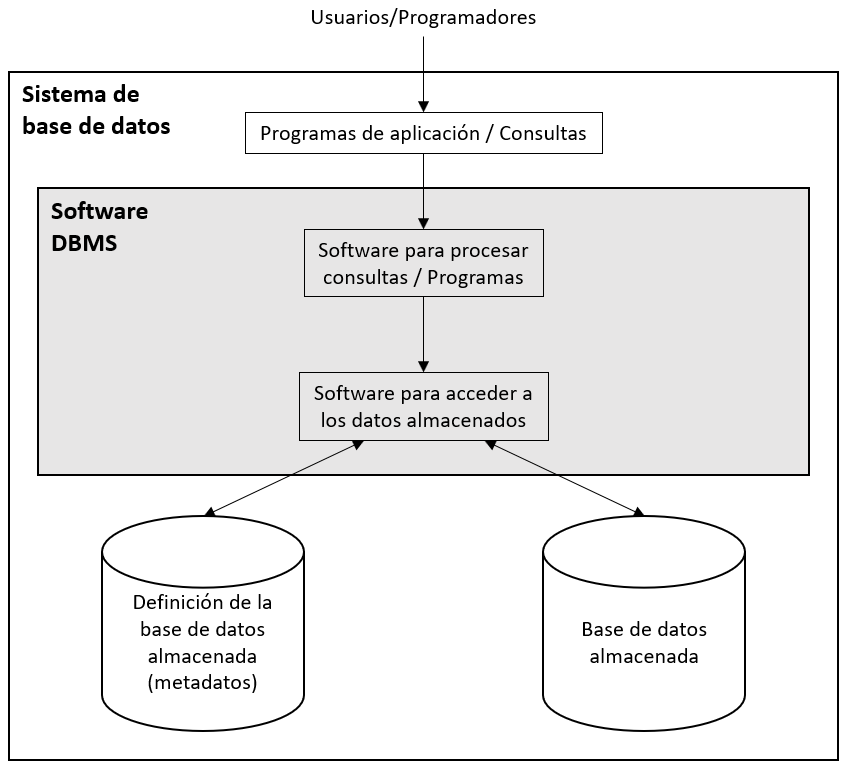 Usuarios/Programadores
Sistema de
base de datos
Programas de aplicación / Consultas
Software
DBMS
Software para procesar
consultas / Programas
Software para acceder a
los datos almacenados
Definición de la
base de datos
almacenada
(metadatos)
Base de datos
almacenada